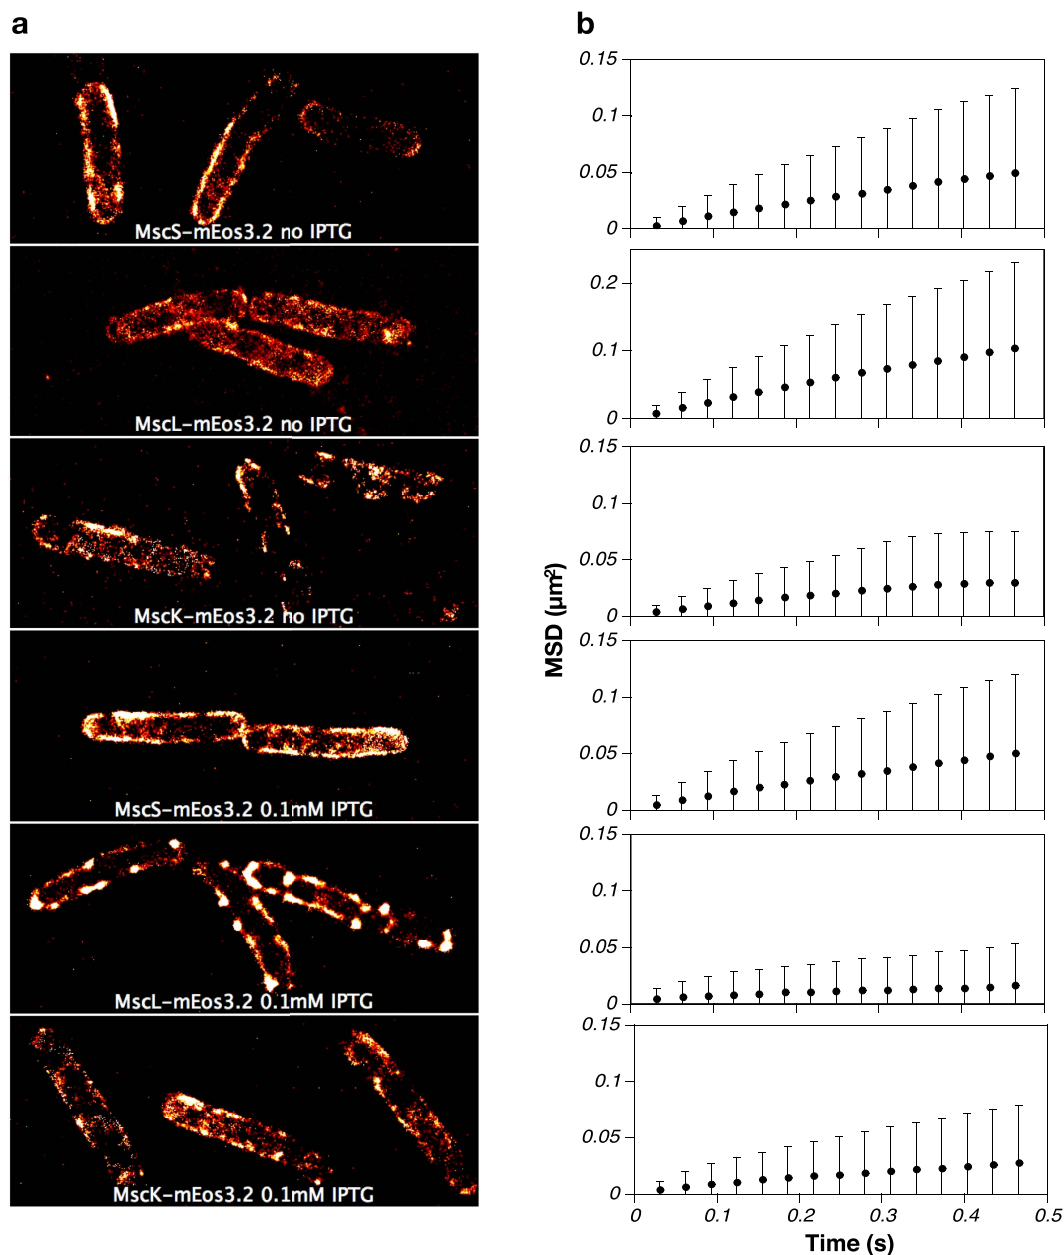 a
b
MscS-mEos3.2 no IPTG
MscL-mEos3.2 no IPTG
MscK-mEos3.2 no IPTG
MscS-mEos3.2 0.1mM IPTG
MscL-mEos3.2 0.1mM IPTG
MscK-mEos3.2 0.1mM IPTG
MSD (μm²)
0.15
0.1
0.05
0
0.2
0.1
0
0.15
0.1
0.05
0
0.15
0.1
0.05
0
0.15
0.1
0.05
0
0.15
0.1
0.05
0
0 0.1 0.2 0.3 0.4 0.5
Time (s)